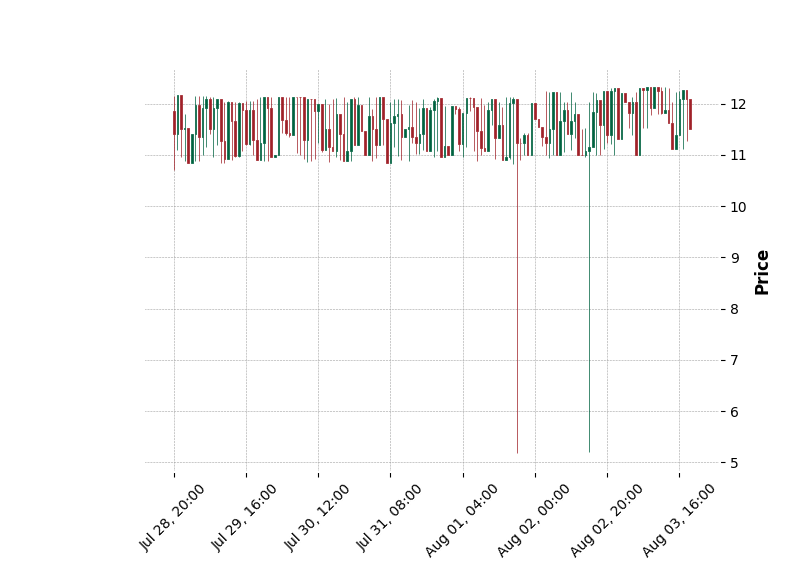 12
11
10
9
8
7
6
5
Price
Jul 28, 20:00
Jul 29, 16:00
Jul 30, 12:00
Jul 31, 08:00
Aug 01, 04:00
Aug 02, 00:00
Aug 02, 20:00
Aug 03, 16:00